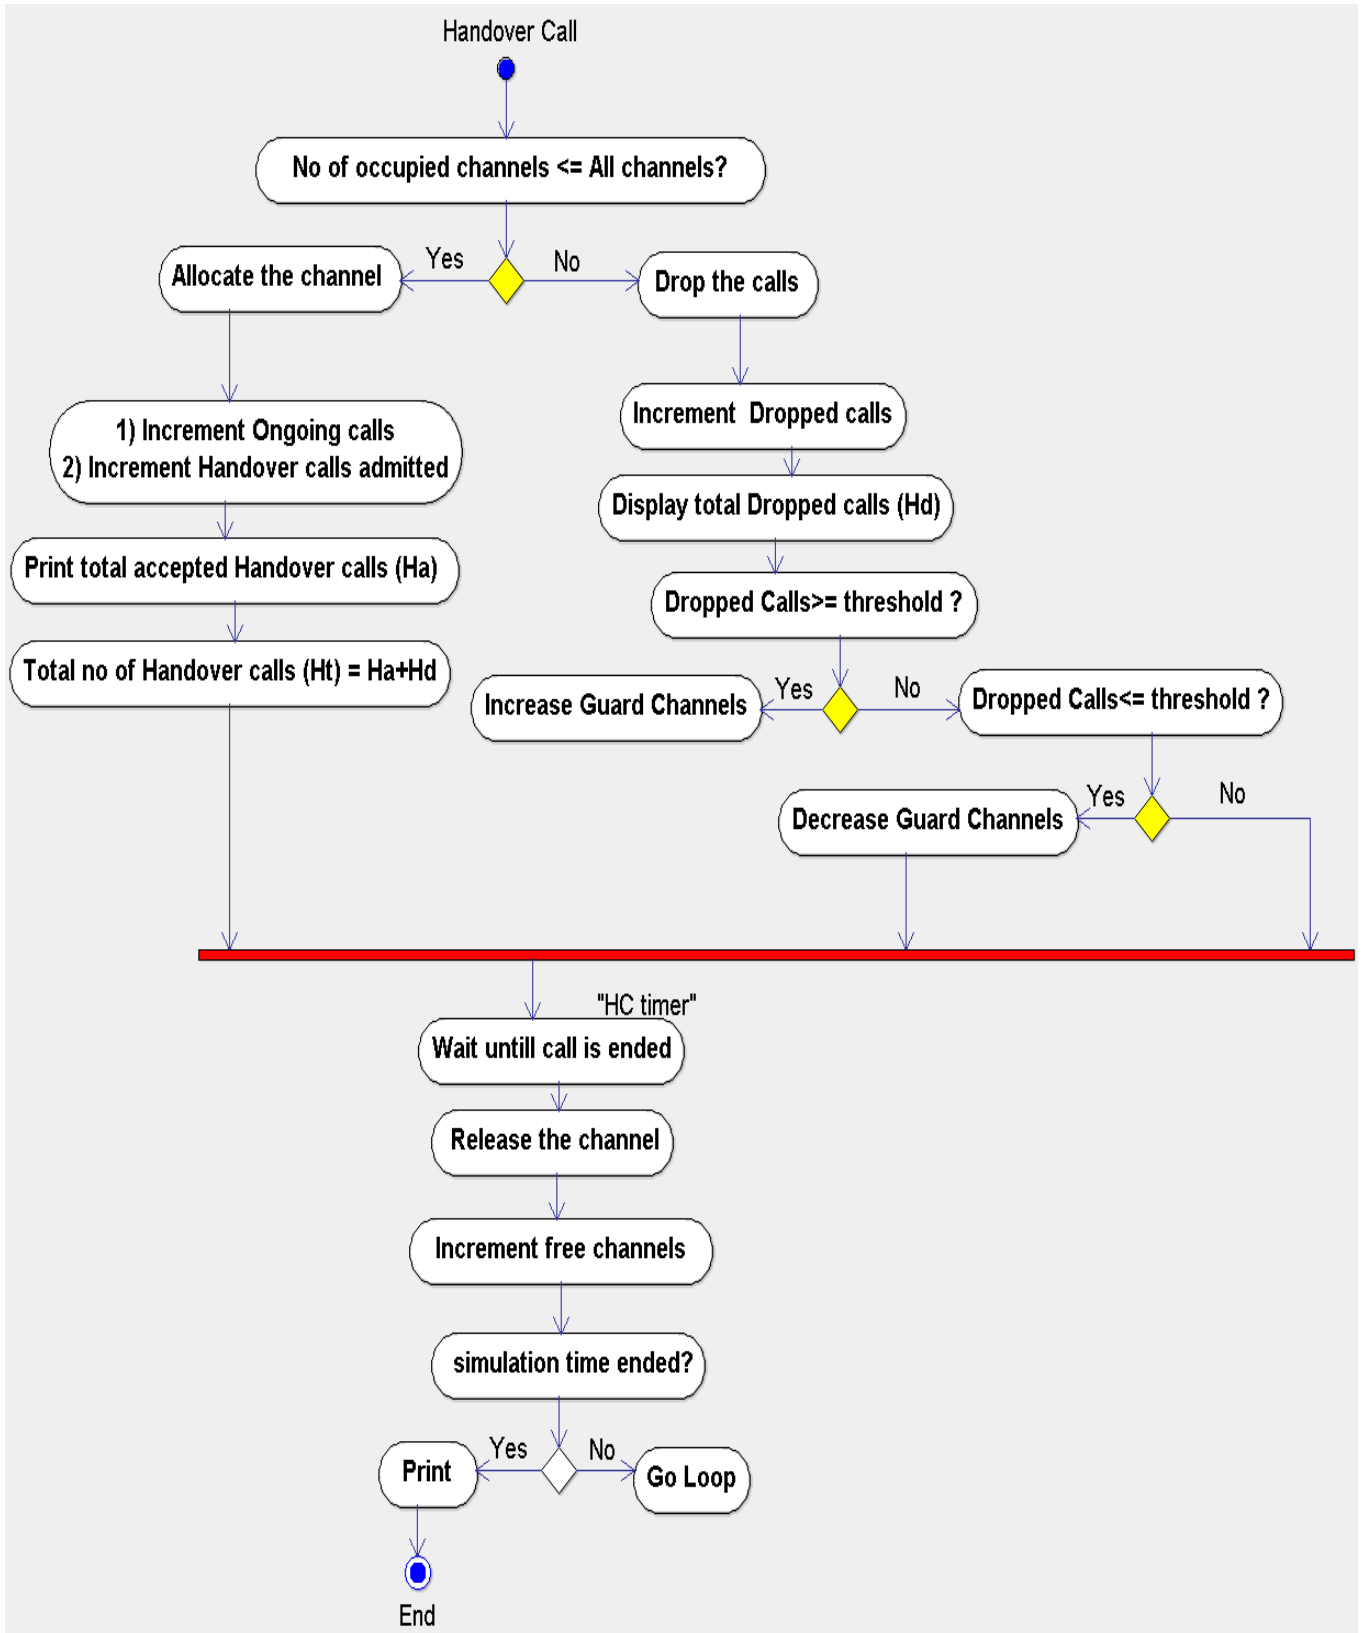 Handover Call
No of occupied channels <= All channels?
Yes
No
Allocate the channel
Drop the calls
1) Increment Ongoing calls
2) Increment Handover calls admitted
Increment  Dropped calls
Display total Dropped calls (Hd)
Print total accepted Handover calls (Ha)
Dropped Calls>= threshold ?
Total no of Handover calls (Ht) = Ha+Hd
Yes
No
Increase Guard Channels
Dropped Calls<= threshold ?
Yes
No
Decrease Guard Channels
"HC timer"
Wait untill call is ended
Release the channel
Increment free channels
simulation time ended?
Yes
No
Print
Go Loop
End